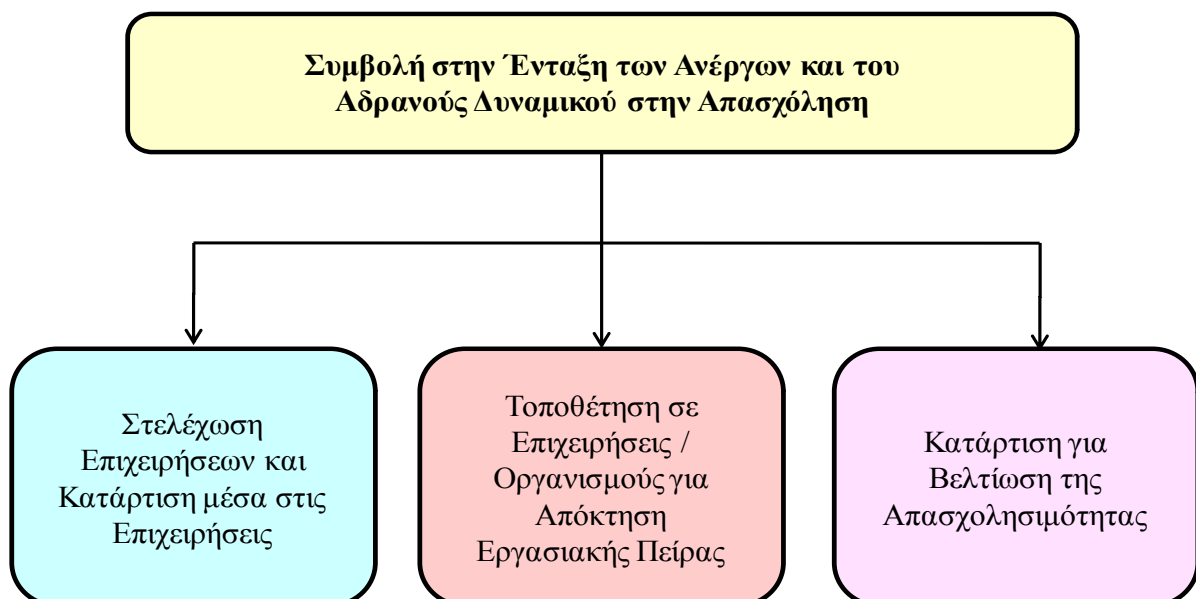 Συμβολή στην Ένταξη των Ανέργων και του
Αδρανούς Δυναμικού στην Απασχόληση
Στελέχωση
Επιχειρήσεων και
Κατάρτιση μέσα στις
Επιχειρήσεις
Τοποθέτηση σε
Επιχειρήσεις /
Οργανισμούς για
Απόκτηση
Εργασιακής Πείρας
Κατάρτιση για
Βελτίωση της
Απασχολησιμότητας